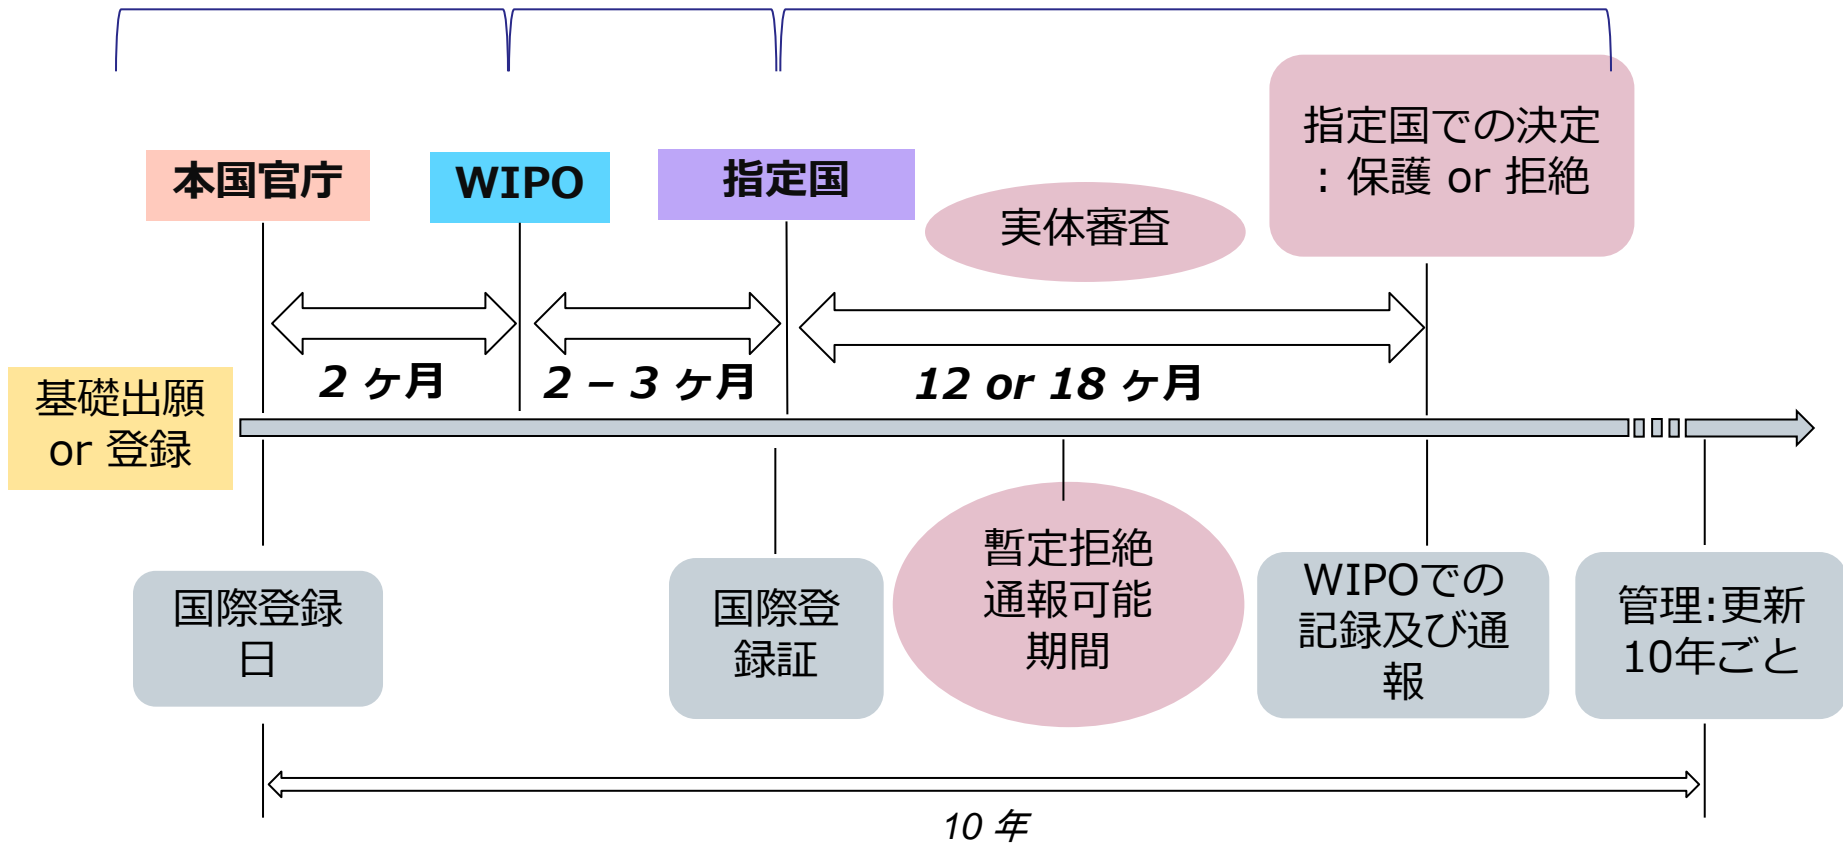 指定国での決定
: 保護 or 拒絶
本国官庁
WIPO
指定国
実体審査
2 ヶ月
2 – 3 ヶ月
12 or 18 ヶ月
基礎出願
or 登録
国際登録
日
国際登
録証
暫定拒絶
通報可能
期間
WIPOでの
記録及び通
報
管理:更新
10年ごと
10 年